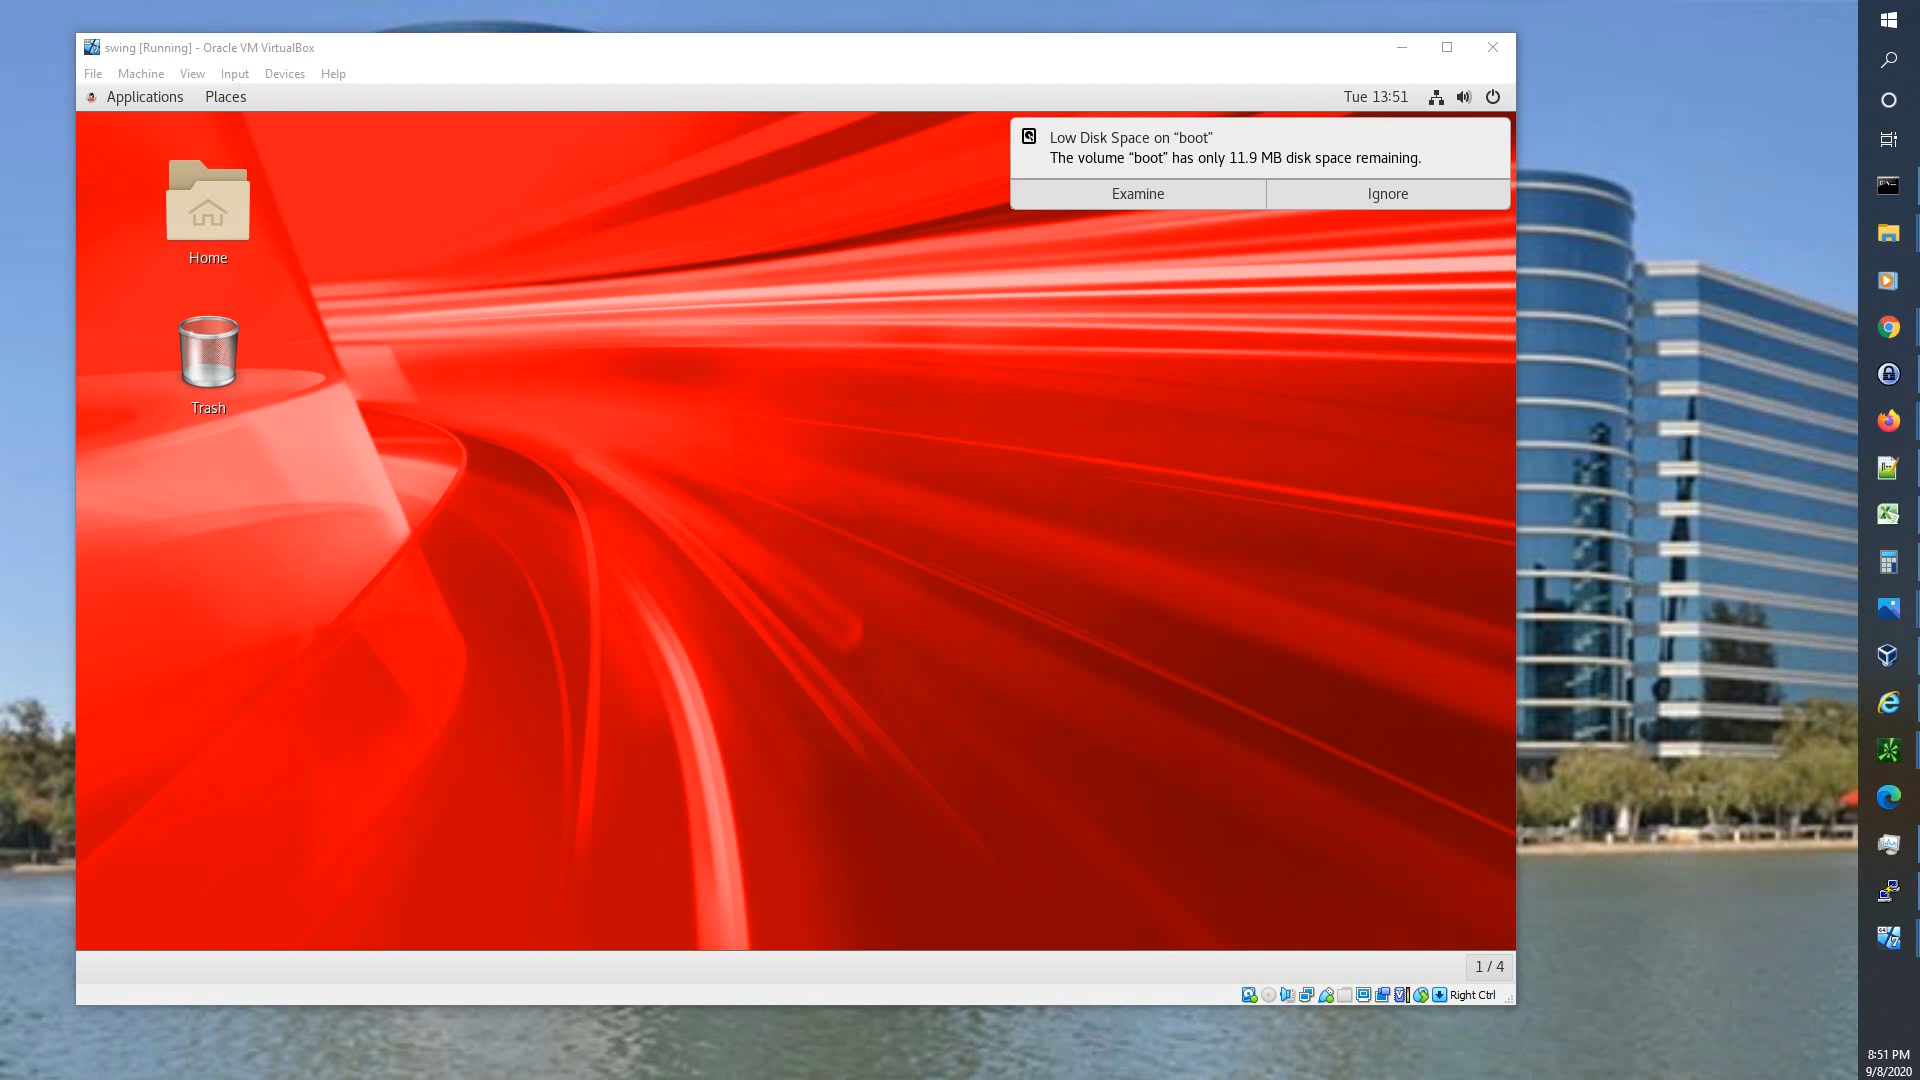 swing [Running] - Oracle VM VirtualBox
File Machine View Input Devices Help
Applications Places
Tue 13:51
Low Disk Space on “boot”
The volume “boot” has only 11.9 MB disk space remaining.
Examine Ignore
Home
Trash
1 / 4
Right Ctrl
8:51 PM
9/8/2020